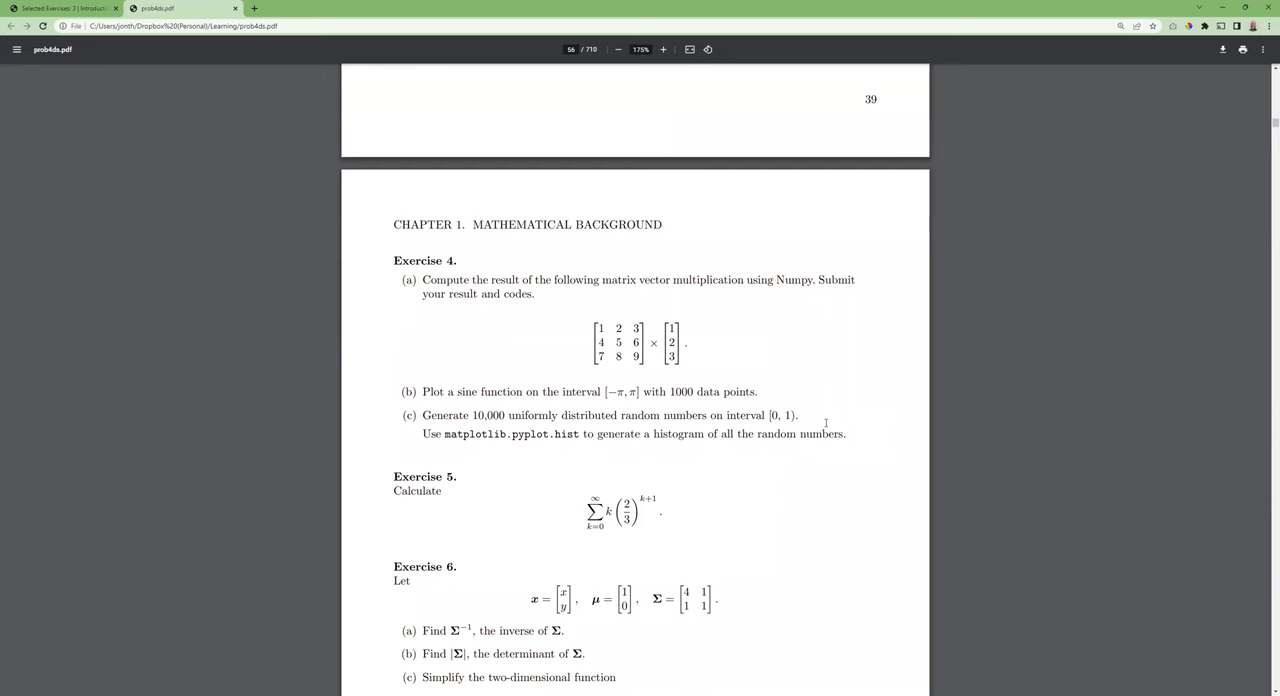 Selected Exercises: 3 | Introducti
prob4ds.pdf
File | C:/Users/jonth/Dropbox%20(Personal)/Learning/prob4ds.pdf
prob4ds.pdf
56 / 710
175%
39
CHAPTER 1. MATHEMATICAL BACKGROUND
Exercise 4.
(a) Compute the result of the following matrix vector multiplication using Numpy. Submit
your result and codes.
[1 2 3] [1]
[4 5 6] × [2] .
[7 8 9] [3]
(b) Plot a sine function on the interval [−π, π] with 1000 data points.
(c) Generate 10,000 uniformly distributed random numbers on interval [0, 1).
Use matplotlib.pyplot.hist to generate a histogram of all the random numbers.
Exercise 5.
Calculate
∞
∑ k (2/3)^{k+1} .
k=0
Exercise 6.
Let
x = [x y], μ = [1 0], Σ = [4 1; 1 1] .
(a) Find Σ⁻¹, the inverse of Σ.
(b) Find |Σ|, the determinant of Σ.
(c) Simplify the two-dimensional function